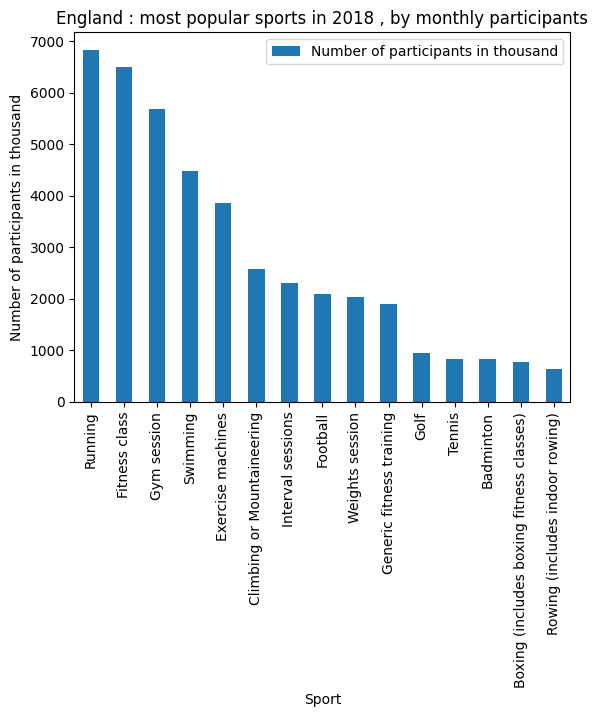 England : most popular sports in 2018 , by monthly participants
Number of participants in thousand
Number of participants in thousand
7000
6000
5000
4000
3000
2000
1000
0
Running
Fitness class
Gym session
Swimming
Exercise machines
Climbing or Mountaineering
Interval sessions
Football
Weights session
Generic fitness training
Golf
Tennis
Badminton
Boxing (includes boxing fitness classes)
Rowing (includes indoor rowing)
Sport